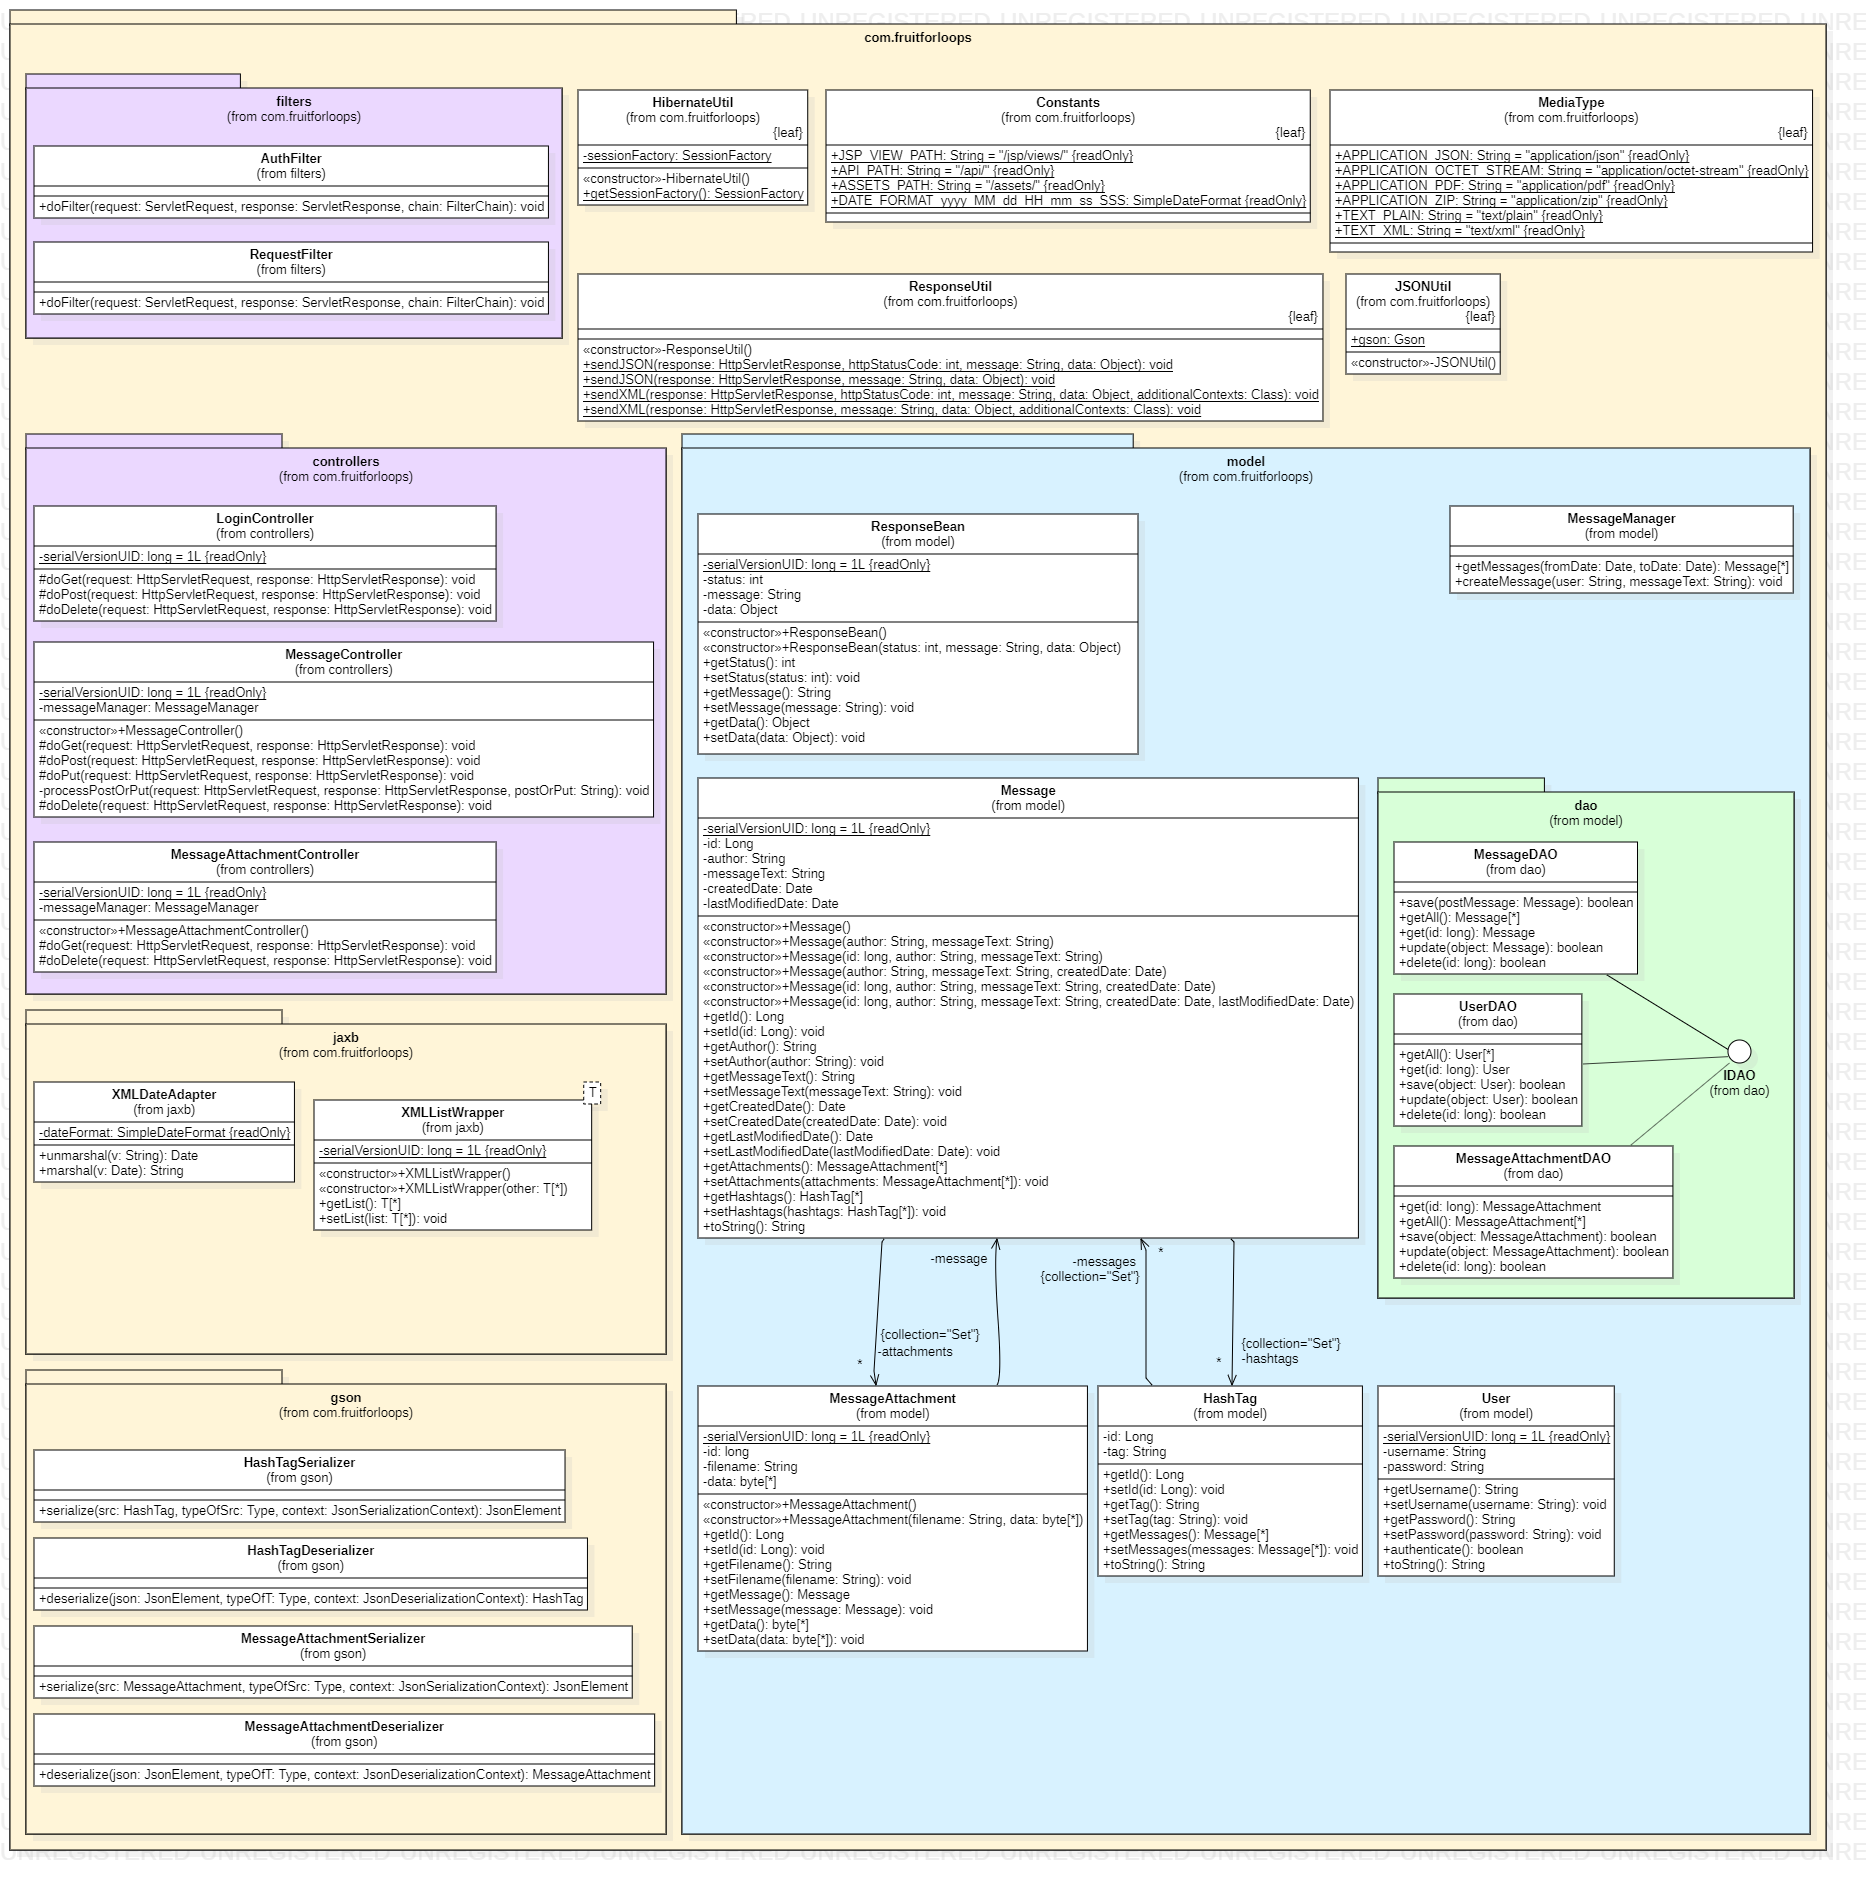 com.fruitforloops
filters
(from com.fruitforloops)
AuthFilter
(from filters)
+doFilter(request: ServletRequest, response: ServletResponse, chain: FilterChain): void
RequestFilter
(from filters)
+doFilter(request: ServletRequest, response: ServletResponse, chain: FilterChain): void
HibernateUtil
(from com.fruitforloops)
{leaf}
-sessionFactory: SessionFactory
«constructor»-HibernateUtil()
+getSessionFactory(): SessionFactory
Constants
(from com.fruitforloops)
{leaf}
+JSP_VIEW_PATH: String = "/jsp/views/" {readOnly}
+API_PATH: String = "/api/" {readOnly}
+ASSETS_PATH: String = "/assets/" {readOnly}
+DATE_FORMAT_yyyy_MM_dd_HH_mm_ss_SSS: SimpleDateFormat {readOnly}
MediaType
(from com.fruitforloops)
{leaf}
+APPLICATION_JSON: String = "application/json" {readOnly}
+APPLICATION_OCTET_STREAM: String = "application/octet-stream" {readOnly}
+APPLICATION_PDF: String = "application/pdf" {readOnly}
+APPLICATION_ZIP: String = "application/zip" {readOnly}
+TEXT_PLAIN: String = "text/plain" {readOnly}
+TEXT_XML: String = "text/xml" {readOnly}
ResponseUtil
(from com.fruitforloops)
{leaf}
«constructor»-ResponseUtil()
+sendJSON(response: HttpServletResponse, httpStatusCode: int, message: String, data: Object): void
+sendJSON(response: HttpServletResponse, message: String, data: Object): void
+sendXML(response: HttpServletResponse, httpStatusCode: int, message: String, data: Object, additionalContexts: Class): void
+sendXML(response: HttpServletResponse, message: String, data: Object, additionalContexts: Class): void
JSONUtil
(from com.fruitforloops)
{leaf}
+gson: Gson
«constructor»-JSONUtil()
controllers
(from com.fruitforloops)
LoginController
(from controllers)
-serialVersionUID: long = 1L {readOnly}
#doGet(request: HttpServletRequest, response: HttpServletResponse): void
#doPost(request: HttpServletRequest, response: HttpServletResponse): void
#doDelete(request: HttpServletRequest, response: HttpServletResponse): void
MessageController
(from controllers)
-serialVersionUID: long = 1L {readOnly}
-messageManager: MessageManager
«constructor»+MessageController()
#doGet(request: HttpServletRequest, response: HttpServletResponse): void
#doPost(request: HttpServletRequest, response: HttpServletResponse): void
#doPut(request: HttpServletRequest, response: HttpServletResponse): void
-processPostOrPut(request: HttpServletRequest, response: HttpServletResponse, postOrPut: String): void
#doDelete(request: HttpServletRequest, response: HttpServletResponse): void
MessageAttachmentController
(from controllers)
-serialVersionUID: long = 1L {readOnly}
-messageManager: MessageManager
«constructor»+MessageAttachmentController()
#doGet(request: HttpServletRequest, response: HttpServletResponse): void
#doDelete(request: HttpServletRequest, response: HttpServletResponse): void
jaxb
(from com.fruitforloops)
XMLDateAdapter
(from jaxb)
-dateFormat: SimpleDateFormat {readOnly}
+unmarshal(v: String): Date
+marshal(v: Date): String
T
XMLListWrapper
(from jaxb)
-serialVersionUID: long = 1L {readOnly}
«constructor»+XMLListWrapper()
«constructor»+XMLListWrapper(other: T[*])
+getList(): T[*]
+setList(list: T[*]): void
gson
(from com.fruitforloops)
HashTagSerializer
(from gson)
+serialize(src: HashTag, typeOfSrc: Type, context: JsonSerializationContext): JsonElement
HashTagDeserializer
(from gson)
+deserialize(json: JsonElement, typeOfT: Type, context: JsonDeserializationContext): HashTag
MessageAttachmentSerializer
(from gson)
+serialize(src: MessageAttachment, typeOfSrc: Type, context: JsonSerializationContext): JsonElement
MessageAttachmentDeserializer
(from gson)
+deserialize(json: JsonElement, typeOfT: Type, context: JsonDeserializationContext): MessageAttachment
model
(from com.fruitforloops)
ResponseBean
(from model)
-serialVersionUID: long = 1L {readOnly}
-status: int
-message: String
-data: Object
«constructor»+ResponseBean()
«constructor»+ResponseBean(status: int, message: String, data: Object)
+getStatus(): int
+setStatus(status: int): void
+getMessage(): String
+setMessage(message: String): void
+getData(): Object
+setData(data: Object): void
MessageManager
(from model)
+getMessages(fromDate: Date, toDate: Date): Message[*]
+createMessage(user: String, messageText: String): void
Message
(from model)
-serialVersionUID: long = 1L {readOnly}
-id: Long
-author: String
-messageText: String
-createdDate: Date
-lastModifiedDate: Date
«constructor»+Message()
«constructor»+Message(author: String, messageText: String)
«constructor»+Message(id: long, author: String, messageText: String)
«constructor»+Message(author: String, messageText: String, createdDate: Date)
«constructor»+Message(id: long, author: String, messageText: String, createdDate: Date)
«constructor»+Message(id: long, author: String, messageText: String, createdDate: Date, lastModifiedDate: Date)
+getId(): Long
+setId(id: Long): void
+getAuthor(): String
+setAuthor(author: String): void
+getMessageText(): String
+setMessageText(messageText: String): void
+getCreatedDate(): Date
+setCreatedDate(createdDate: Date): void
+getLastModifiedDate(): Date
+setLastModifiedDate(lastModifiedDate: Date): void
+getAttachments(): MessageAttachment[*]
+setAttachments(attachments: MessageAttachment[*]): void
+getHashtags(): HashTag[*]
+setHashtags(hashtags: HashTag[*]): void
+toString(): String
dao
(from model)
MessageDAO
(from dao)
+save(postMessage: Message): boolean
+getAll(): Message[*]
+get(id: long): Message
+update(object: Message): boolean
+delete(id: long): boolean
UserDAO
(from dao)
+getAll(): User[*]
+get(id: long): User
+save(object: User): boolean
+update(object: User): boolean
+delete(id: long): boolean
IDAO
(from dao)
MessageAttachmentDAO
(from dao)
+get(id: long): MessageAttachment
+getAll(): MessageAttachment[*]
+save(object: MessageAttachment): boolean
+update(object: MessageAttachment): boolean
+delete(id: long): boolean
-message
-messages
{collection="Set"}
*
{collection="Set"}
-attachments
*
{collection="Set"}
-hashtags
*
MessageAttachment
(from model)
-serialVersionUID: long = 1L {readOnly}
-id: long
-filename: String
-data: byte[*]
«constructor»+MessageAttachment()
«constructor»+MessageAttachment(filename: String, data: byte[*])
+getId(): Long
+setId(id: Long): void
+getFilename(): String
+setFilename(filename: String): void
+getMessage(): Message
+setMessage(message: Message): void
+getData(): byte[*]
+setData(data: byte[*]): void
HashTag
(from model)
-id: Long
-tag: String
+getId(): Long
+setId(id: Long): void
+getTag(): String
+setTag(tag: String): void
+getMessages(): Message[*]
+setMessages(messages: Message[*]): void
+toString(): String
User
(from model)
-serialVersionUID: long = 1L {readOnly}
-username: String
-password: String
+getUsername(): String
+setUsername(username: String): void
+getPassword(): String
+setPassword(password: String): void
+authenticate(): boolean
+toString(): String